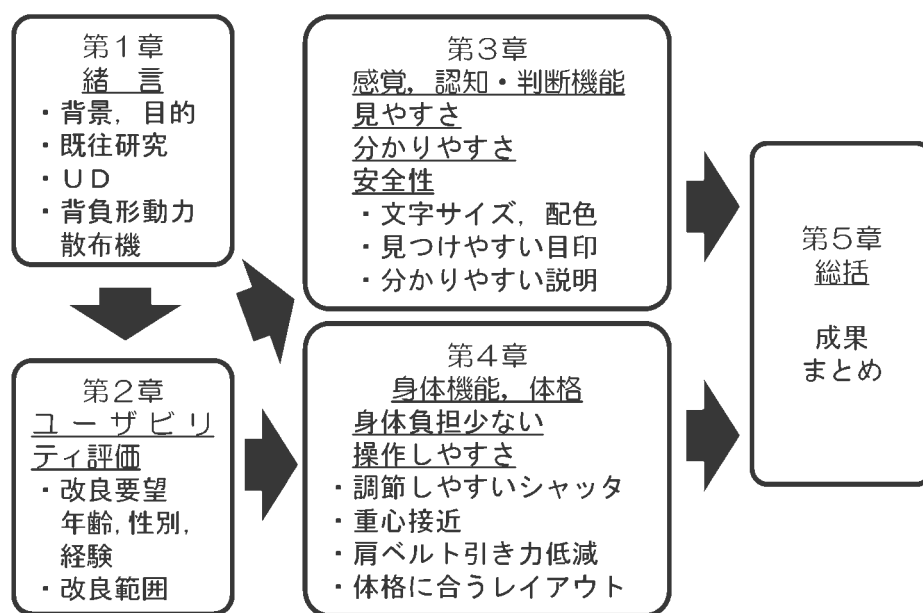 第1章
緒　言
・背景，目的
・既往研究
・ＵＤ
・背負形動力
散布機
第2章
ユーザビリ
ティ評価
・改良要望
年齢,性別,
経験
・改良範囲
第3章
感覚，認知・判断機能
見やすさ
分かりやすさ
安全性
・文字サイズ，配色
・見つけやすい目印
・分かりやすい説明
第4章
身体機能，体格
身体負担少ない
操作しやすさ
・調節しやすいシャッタ
・重心接近
・肩ベルト引き力低減
・体格に合うレイアウト
第5章
総括
成果
まとめ